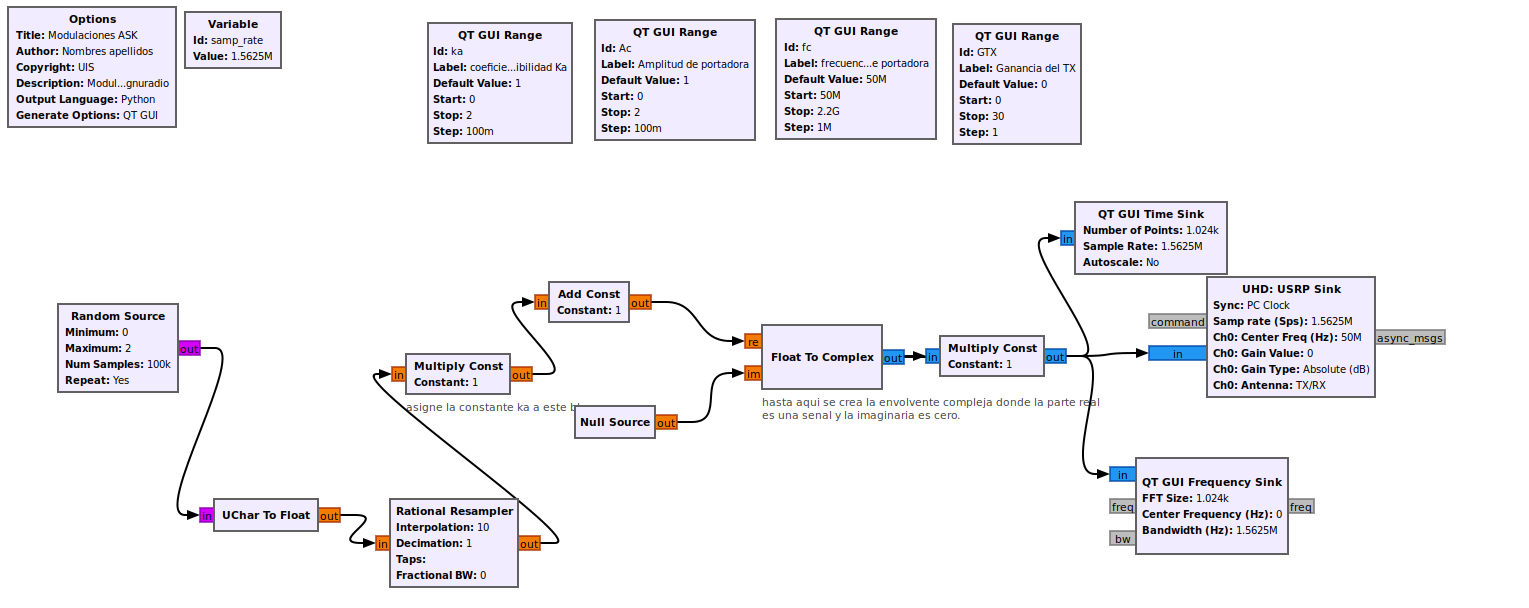 Options
Title: Modulaciones ASK
Author: Nombres apellidos
Copyright: UIS
Description: Modul...gnuradio
Output Language: Python
Generate Options: QT GUI
Variable
Id: samp_rate
Value: 1.5625M
QT GUI Range
Id: ka
Label: coeficie...ibilidad Ka
Default Value: 1
Start: 0
Stop: 2
Step: 100m
QT GUI Range
Id: Ac
Label: Amplitud de portadora
Default Value: 1
Start: 0
Stop: 2
Step: 100m
QT GUI Range
Id: fc
Label: frecuenc...e portadora
Default Value: 50M
Start: 50M
Stop: 2.2G
Step: 1M
QT GUI Range
Id: GTX
Label: Ganancia del TX
Default Value: 0
Start: 0
Stop: 30
Step: 1
Random Source
Minimum: 0
Maximum: 2
Num Samples: 100k
Repeat: Yes
out
in
UChar To Float
out
in
Rational Resampler
Interpolation: 10
Decimation: 1
Taps:
Fractional BW: 0
out
in
Multiply Const
Constant: 1
out
asigne la constante ka a este
in
Add Const
Constant: 1
out
Null Source
out
re
im
Float To Complex
out
hasta aqui se crea la envolvente compleja donde la parte real
es una senal y la imaginaria es cero.
in
Multiply Const
Constant: 1
out
in
QT GUI Time Sink
Number of Points: 1.024k
Sample Rate: 1.5625M
Autoscale: No
command
in
UHD: USRP Sink
Sync: PC Clock
Samp rate (Sps): 1.5625M
Ch0: Center Freq (Hz): 50M
Ch0: Gain Value: 0
Ch0: Gain Type: Absolute (dB)
Ch0: Antenna: TX/RX
async_msgs
in
freq
bw
QT GUI Frequency Sink
FFT Size: 1.024k
Center Frequency (Hz): 0
Bandwidth (Hz): 1.5625M
freq